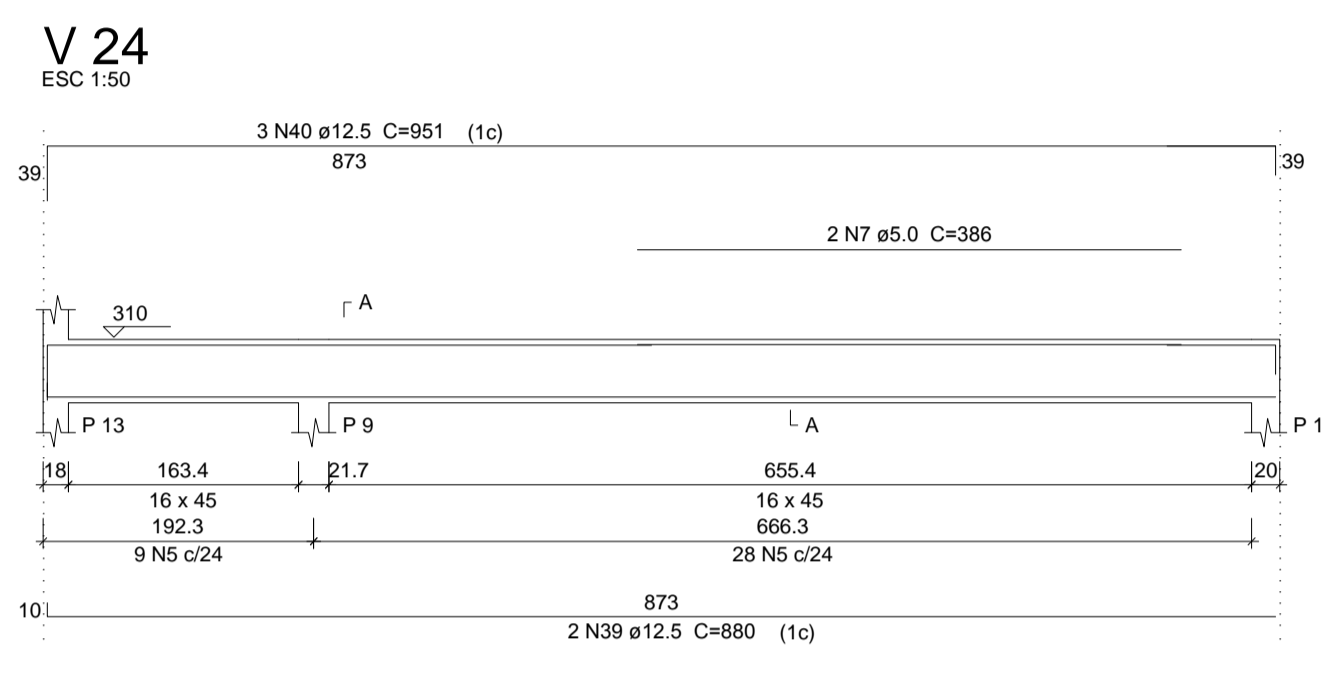 V 24
ESC 1:50
3 N40 ø12.5 C=951 (1c)
39 873 39
2 N7 ø5.0 C=386
A
310
P 13 P 9 A P 1
18 163.4 21.7 655.4 20
16 x 45 16 x 45
192.3 666.3
9 N5 c/24 28 N5 c/24
10 873
2 N39 ø12.5 C=880 (1c)